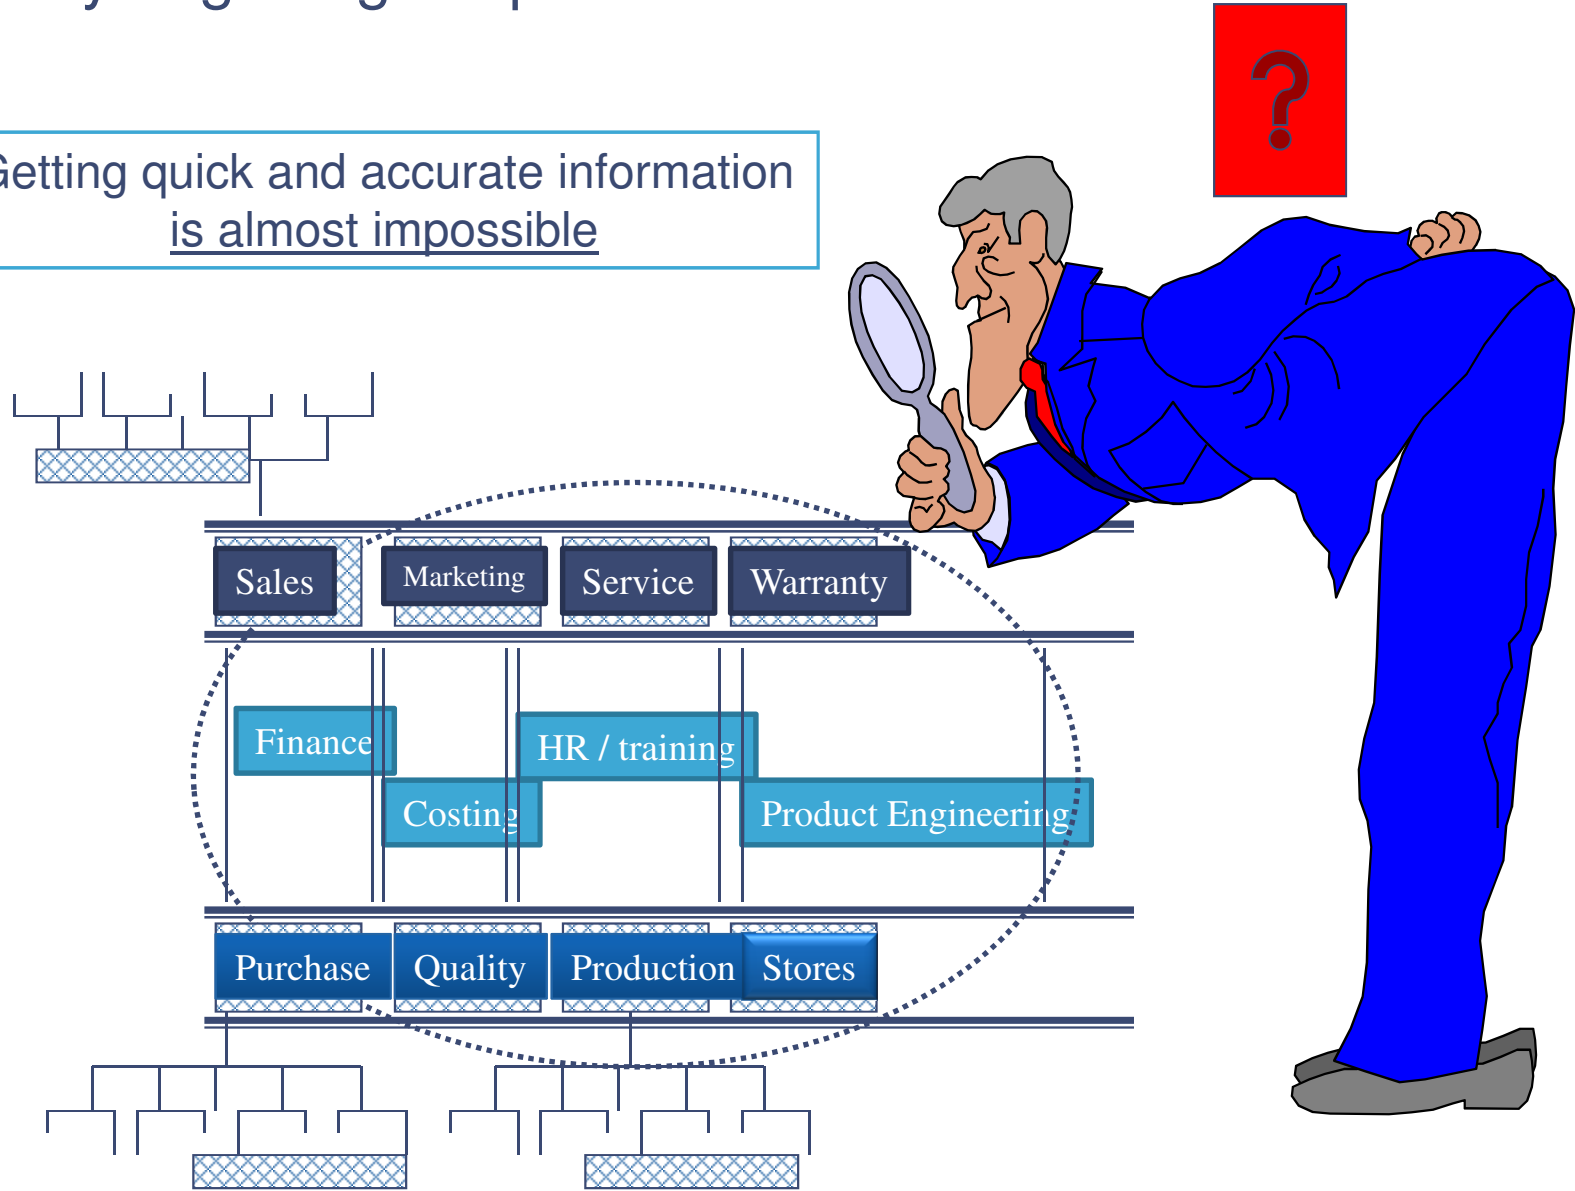 Getting quick and accurate information
is almost impossible
?
Sales
Marketing
Service
Warranty
Finance
HR / training
Costing
Product Engineering
Purchase
Quality
Production
Stores